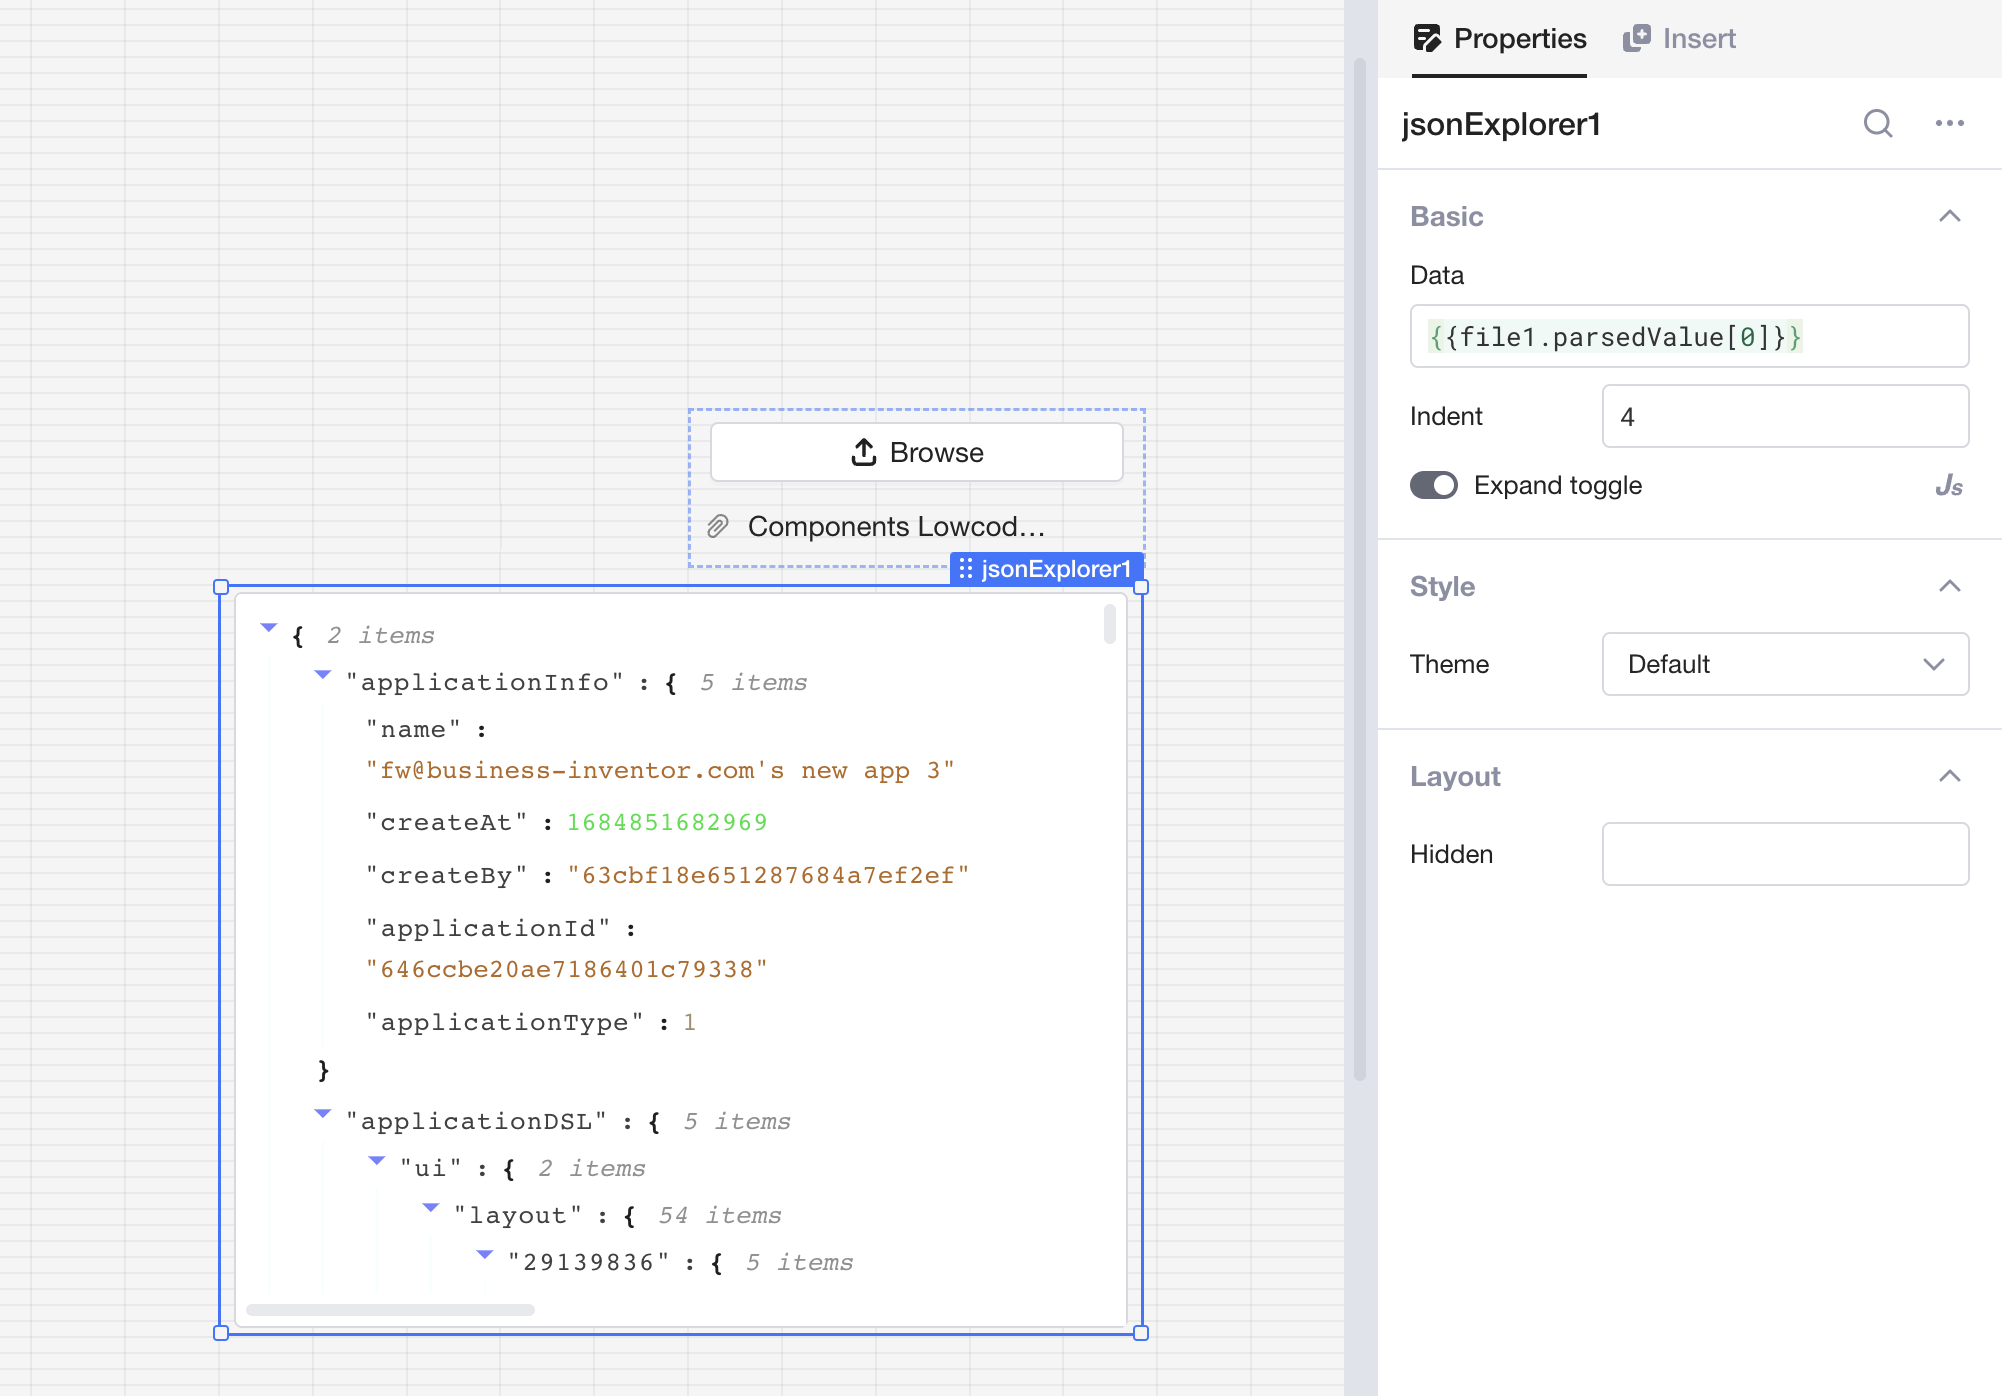 Browse
Components Lowcod...
jsonExplorer1
{ 2 items
"applicationInfo" : { 5 items
"name" :
"fw@business-inventor.com's new app 3"
"createAt" : 1684851682969
"createBy" : "63cbf18e651287684a7ef2ef"
"applicationId" :
"646ccbe20ae7186401c79338"
"applicationType" : 1
}
"applicationDSL" : { 5 items
"ui" : { 2 items
"layout" : { 54 items
"29139836" : { 5 items
Properties
Insert
jsonExplorer1
Basic
Data
{{file1.parsedValue[0]}}
Indent
4
Expand toggle
Js
Style
Theme
Default
Layout
Hidden